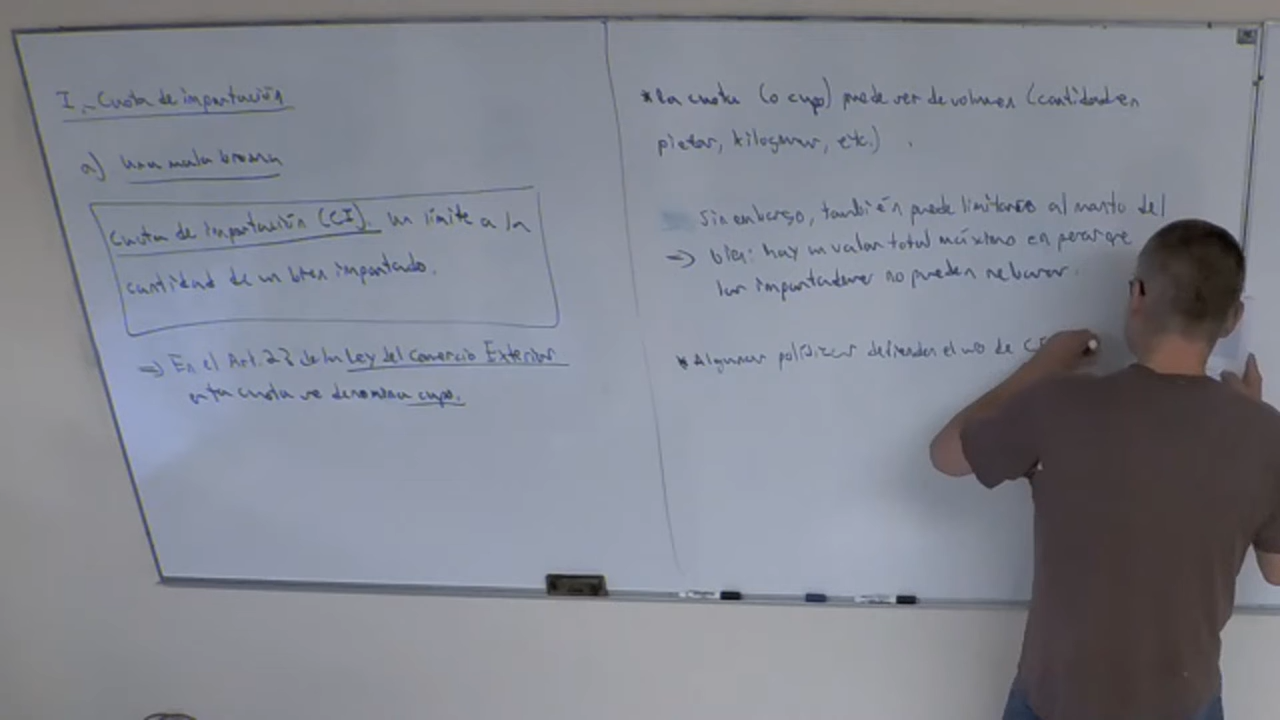 I.- Cuota de importación
a) Una mala broma
Cuota de importación (CI). Un límite a la
cantidad de un bien importado.
⇒ En el Art. 23 de la Ley del Comercio Exterior
esta cuota se denomina cupo.
* La cuota (o cupo) puede ser de volumen (cantidad en
piezas, kilogramos, etc.).
Sin embargo, también puede limitarse al monto del
⇒ bien: hay un valor total máximo en pesos que
los importadores no pueden rebasar.
* Algunas políticas defienden el uso de CI